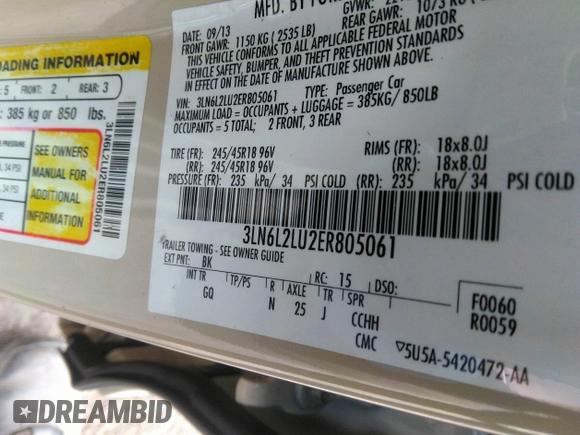 OADING INFORMATION
5 FRONT: 2 REAR: 3
385 kg or 850 lbs.
SEE OWNERS
MANUAL FOR
ADDITIONAL
INFORMATION
3LN6L2LU2ER805061
MFD. BY
DATE: 09/13
GVWR:
FRONT GAWR: 1150 KG ( 2535 LB)
REAR GAWR: 1073 KG
THIS VEHICLE CONFORMS TO ALL APPLICABLE FEDERAL MOTOR
VEHICLE SAFETY, BUMPER, AND THEFT PREVENTION STANDARDS
IN EFFECT ON THE DATE OF MANUFACTURE SHOWN ABOVE.
VIN: 3LN6L2LU2ER805061 TYPE: Passenger Car
MAXIMUM LOAD = OCCUPANTS + LUGGAGE = 385KG/ 850LB
OCCUPANTS = 5 TOTAL; 2 FRONT, 3 REAR
TIRE (FR): 245/45R18 96V RIMS (FR): 18x8.0J
(RR): 245/45R18 96V (RR): 18x8.0J
PRESSURE (FR): 235 kPa/ 34 PSI COLD (RR): 235 kPa/ 34 PSI COLD
3LN6L2LU2ER805061
TRAILER TOWING - SEE OWNER GUIDE
EXT PNT: BK RC: 15 DSO:
INT TR TP/PS R AXLE TR SPR
GQ N 25 J CCHH
CMC
F0060
R0059
5U5A-5420472-AA
DREAMBID